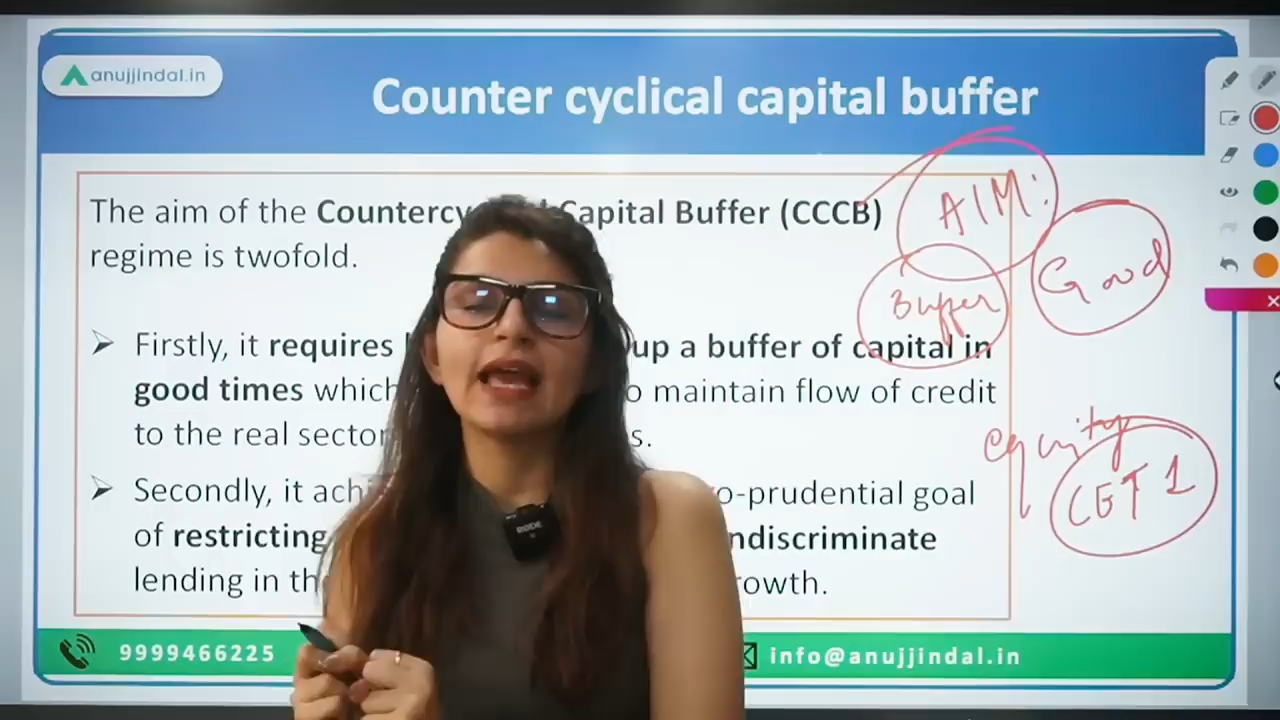 anujjindal.in
Counter cyclical capital buffer
The aim of the Countercy Capital Buffer (CCCB)
regime is twofold.
Firstly, it requires up a buffer of capital in
good times which o maintain flow of credit
to the real sector s.
Secondly, it ach o-prudential goal
of restricting ndiscriminate
lending in th owth.
AIM:
Good
Buffer
equity
CET 1
RODE
9999466225
info@anujjindal.in